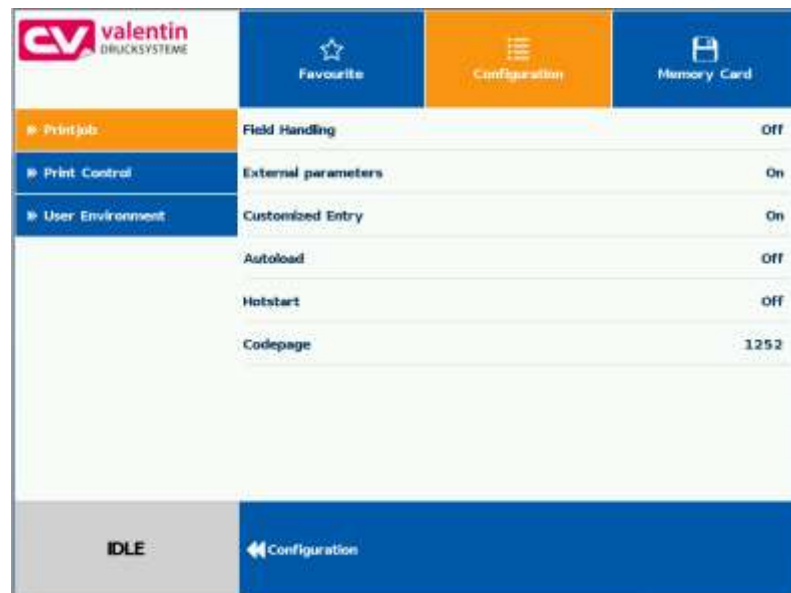 CV valentin
DRUCKSYSTEME
Favourite
Configuration
Memory Card
Printjob
Field Handling Off
Print Control
External parameters On
User Environment
Customized Entry On
Autoload Off
Hotstart Off
Codepage 1252
IDLE
Configuration